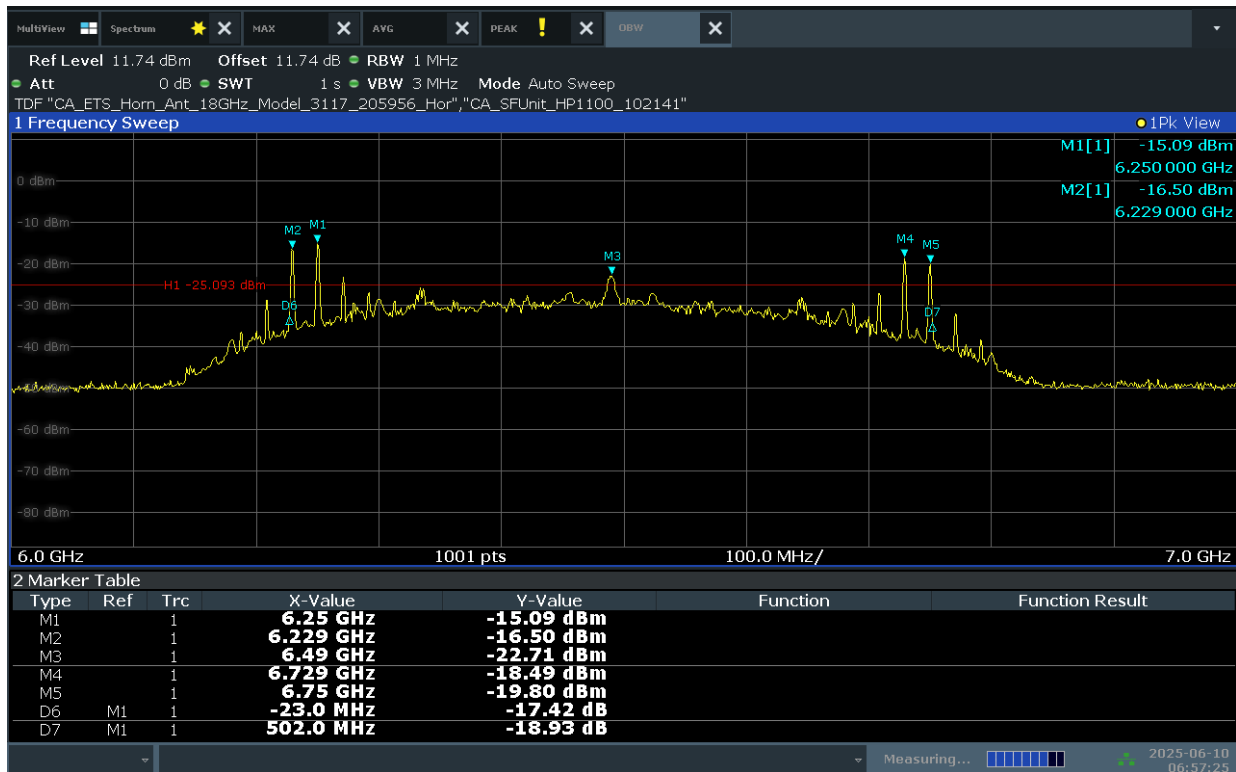 MultiView Spectrum MAX AVG PEAK ! OBW
Ref Level 11.74 dBm Offset 11.74 dB RBW 1 MHz
Att 0 dB SWT 1 s VBW 3 MHz Mode Auto Sweep
TDF "CA_ETS_Horn_Ant_18GHz_Model_3117_205956_Hor","CA_SFUnit_HP1100_102141"
1 Frequency Sweep 1Pk View
M1[1] -15.09 dBm
6.250 000 GHz
0 dBm
M2[1] -16.50 dBm
6.229 000 GHz
-10 dBm
M2 M1
M4 M5
-20 dBm
M3
H1 -25.093 dBm
-30 dBm
D6
D7
-40 dBm
-60 dBm
-70 dBm
-80 dBm
6.0 GHz 1001 pts 100.0 MHz/ 7.0 GHz
2 Marker Table
Type Ref Trc X-Value Y-Value Function Function Result
M1 1 6.25 GHz -15.09 dBm
M2 1 6.229 GHz -16.50 dBm
M3 1 6.49 GHz -22.71 dBm
M4 1 6.729 GHz -18.49 dBm
M5 1 6.75 GHz -19.80 dBm
D6 M1 1 -23.0 MHz -17.42 dB
D7 M1 1 502.0 MHz -18.93 dB
Measuring... 2025-06-10
06:57:25